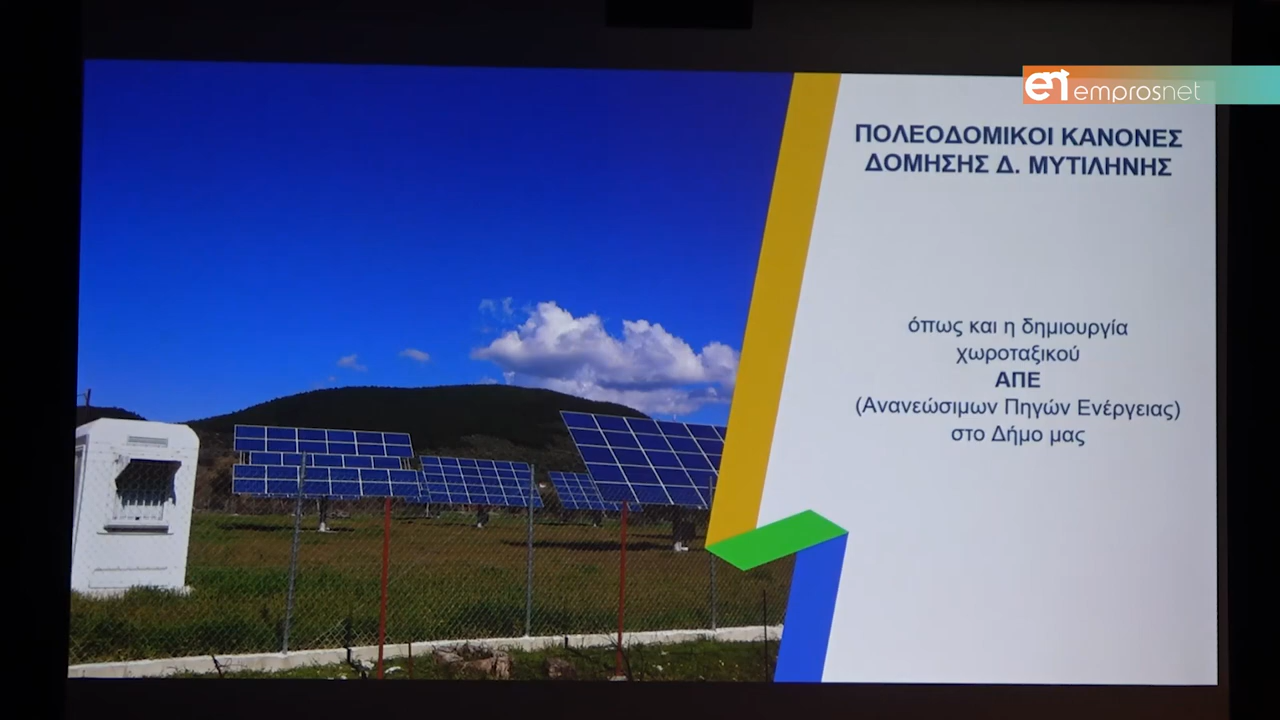 emprosnet
ΠΟΛΕΟΔΟΜΙΚΟΙ ΚΑΝΟΝΕΣ
ΔΟΜΗΣΗΣ Δ. ΜΥΤΙΛΗΝΗΣ
όπως και η δημιουργία
χωροταξικού
ΑΠΕ
(Ανανεώσιμων Πηγών Ενέργειας)
στο Δήμο μας